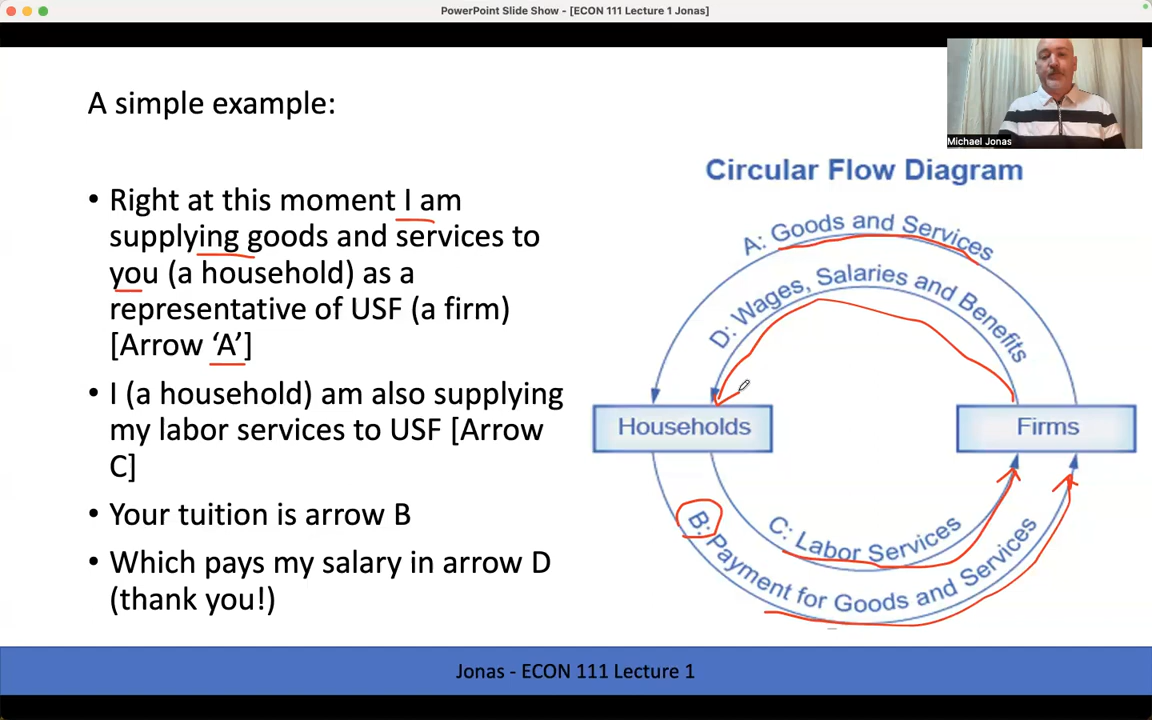 PowerPoint Slide Show - [ECON 111 Lecture 1 Jonas]
Michael Jonas
A simple example:
• Right at this moment I am
supplying goods and services to
you (a household) as a
representative of USF (a firm)
[Arrow ‘A’]
• I (a household) am also supplying
my labor services to USF [Arrow
C]
• Your tuition is arrow B
• Which pays my salary in arrow D
(thank you!)
Circular Flow Diagram
A: Goods and Services
D: Wages, Salaries and Benefits
Households
Firms
C: Labor Services
B: Payment for Goods and Services
Jonas - ECON 111 Lecture 1